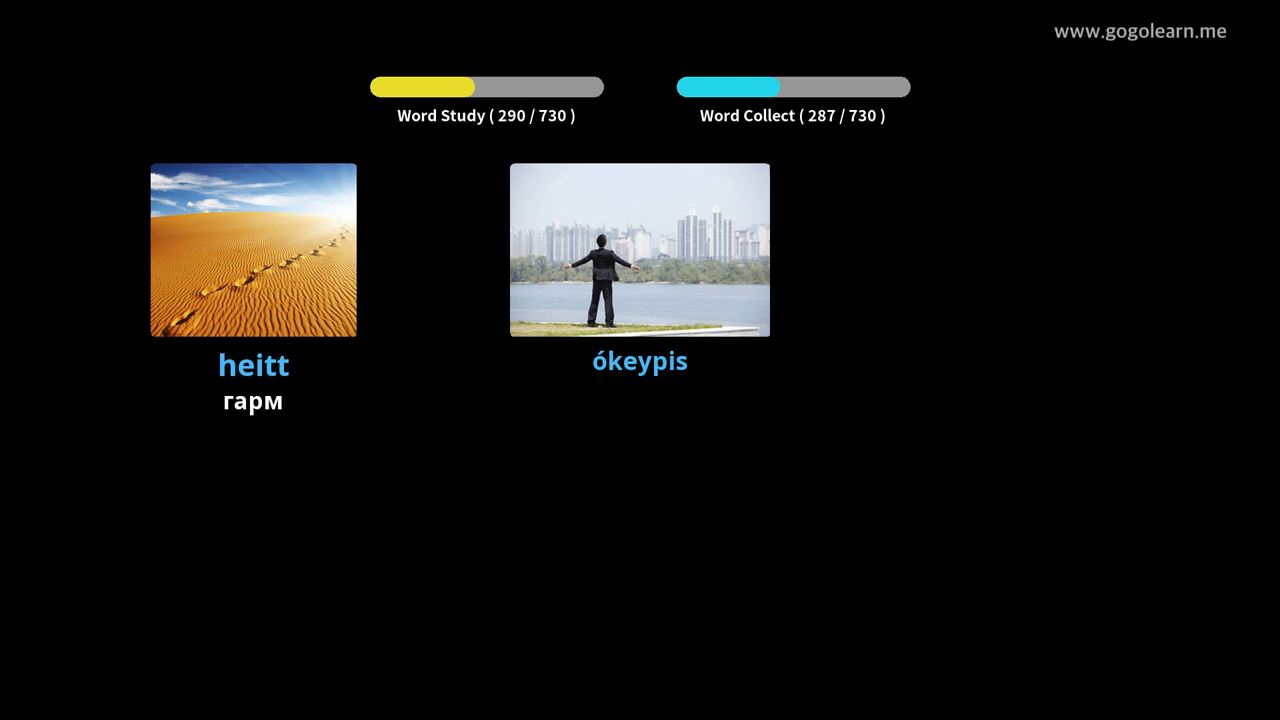 www.gogolearn.me
Word Study ( 290 / 730 )
Word Collect ( 287 / 730 )
heitt
гарм
ókeypis